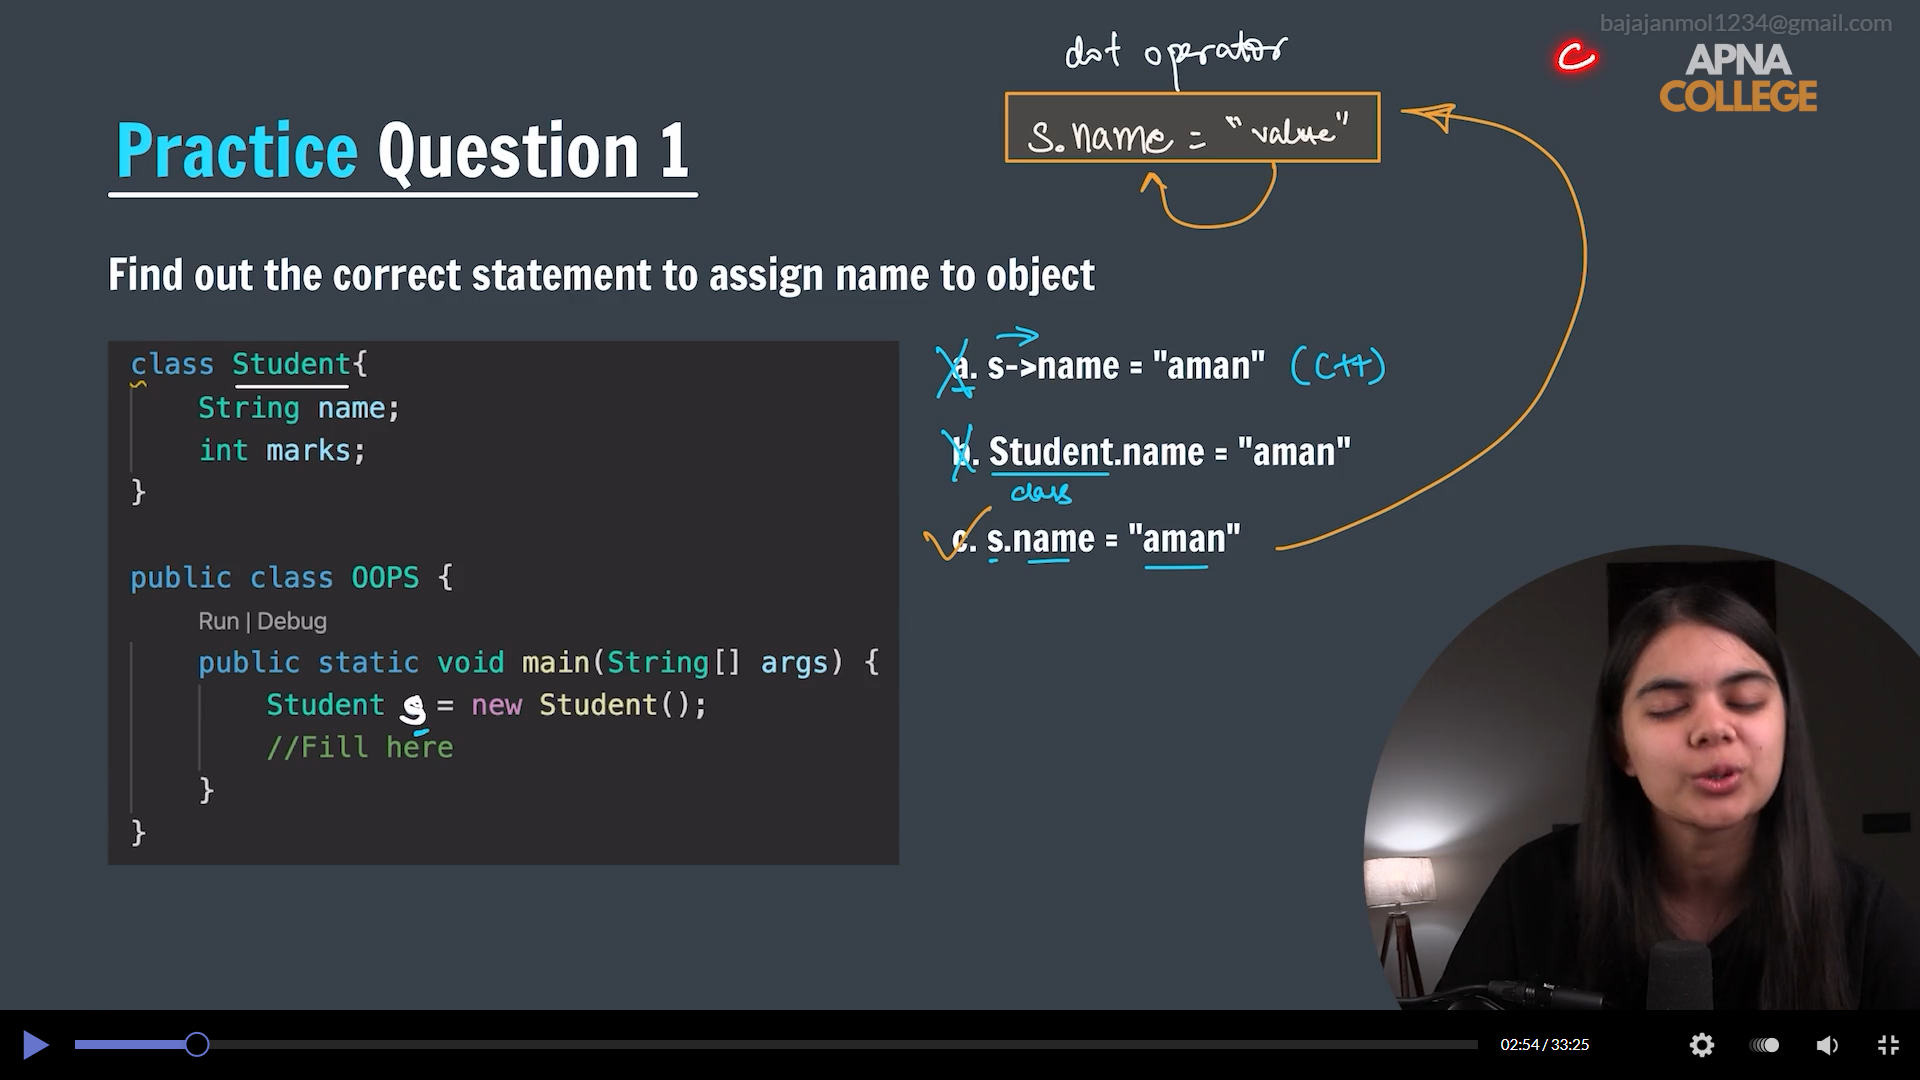 bajajanmol1234@gmail.com
dot operator
c
APNA
COLLEGE
s.name = "value"
Practice Question 1
Find out the correct statement to assign name to object
class Student{
String name;
int marks;
}
public class OOPS {
Run | Debug
public static void main(String[] args) {
Student s = new Student();
//Fill here
}
}
a. s->name = "aman" (C++)
b. Student.name = "aman"
class
c. s.name = "aman"
02:54 / 33:25